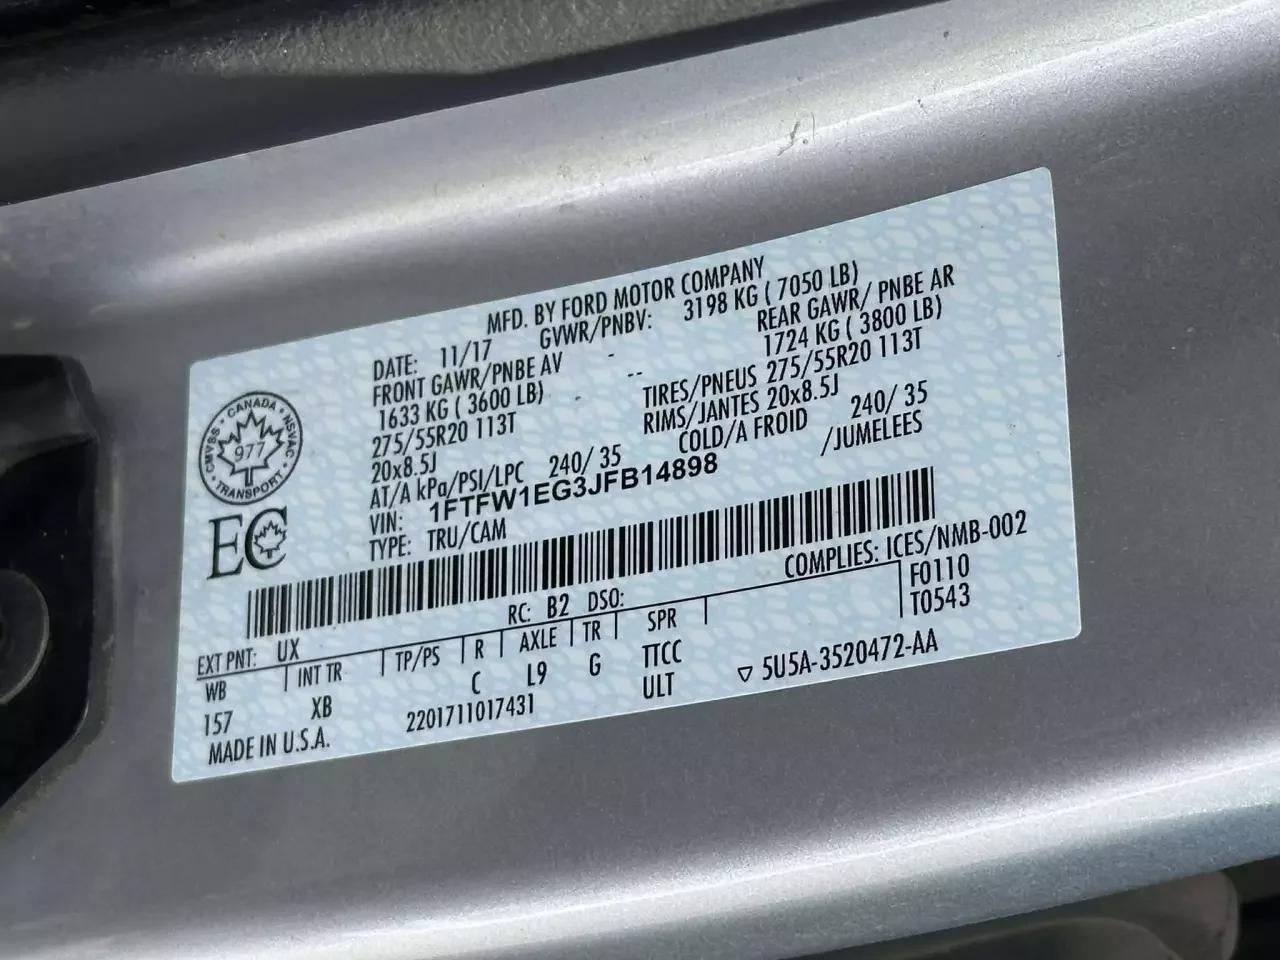 MFD. BY FORD MOTOR COMPANY
DATE: 11/17 GVWR/PNBV: 3198 KG ( 7050 LB)
FRONT GAWR/PNBE AV - REAR GAWR/ PNBE AR
1633 KG ( 3600 LB) -- 1724 KG ( 3800 LB)
275/55R20 113T TIRES/PNEUS 275/55R20 113T
20x8.5J RIMS/JANTES 20x8.5J
AT/A kPa/PSI/LPC 240/ 35 COLD/A FROID 240/ 35
VIN: 1FTFW1EG3JFB14898 /JUMELEES
TYPE: TRU/CAM
CANADA
CMVSS NSVAC
977
TRANSPORT
EC
COMPLIES: ICES/NMB-002
RC: B2 DSO: F0110
EXT PNT: UX T0543
WB INT TR TP/PS R AXLE TR SPR
157 XB C L9 G TTCC
2201711017431 ULT ▽ 5U5A-3520472-AA
MADE IN U.S.A.